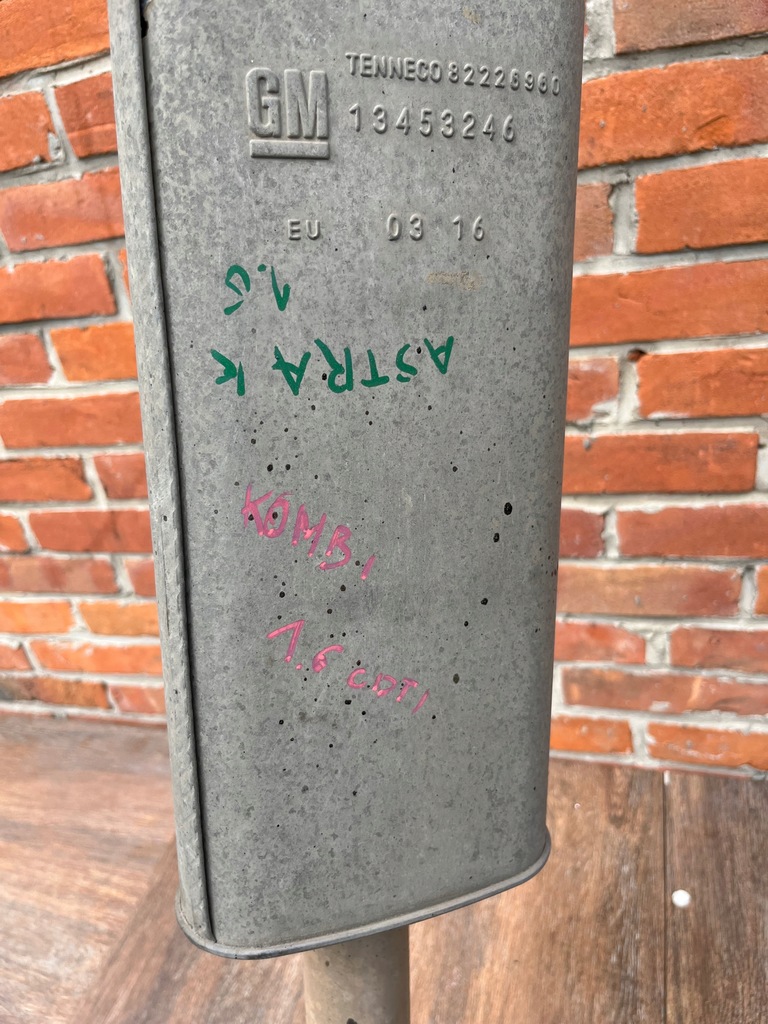 GM
TENNECO 82226960
13453246
EU 03 16
ASTRA K
1.6
KOMBI
1.6 CDTI